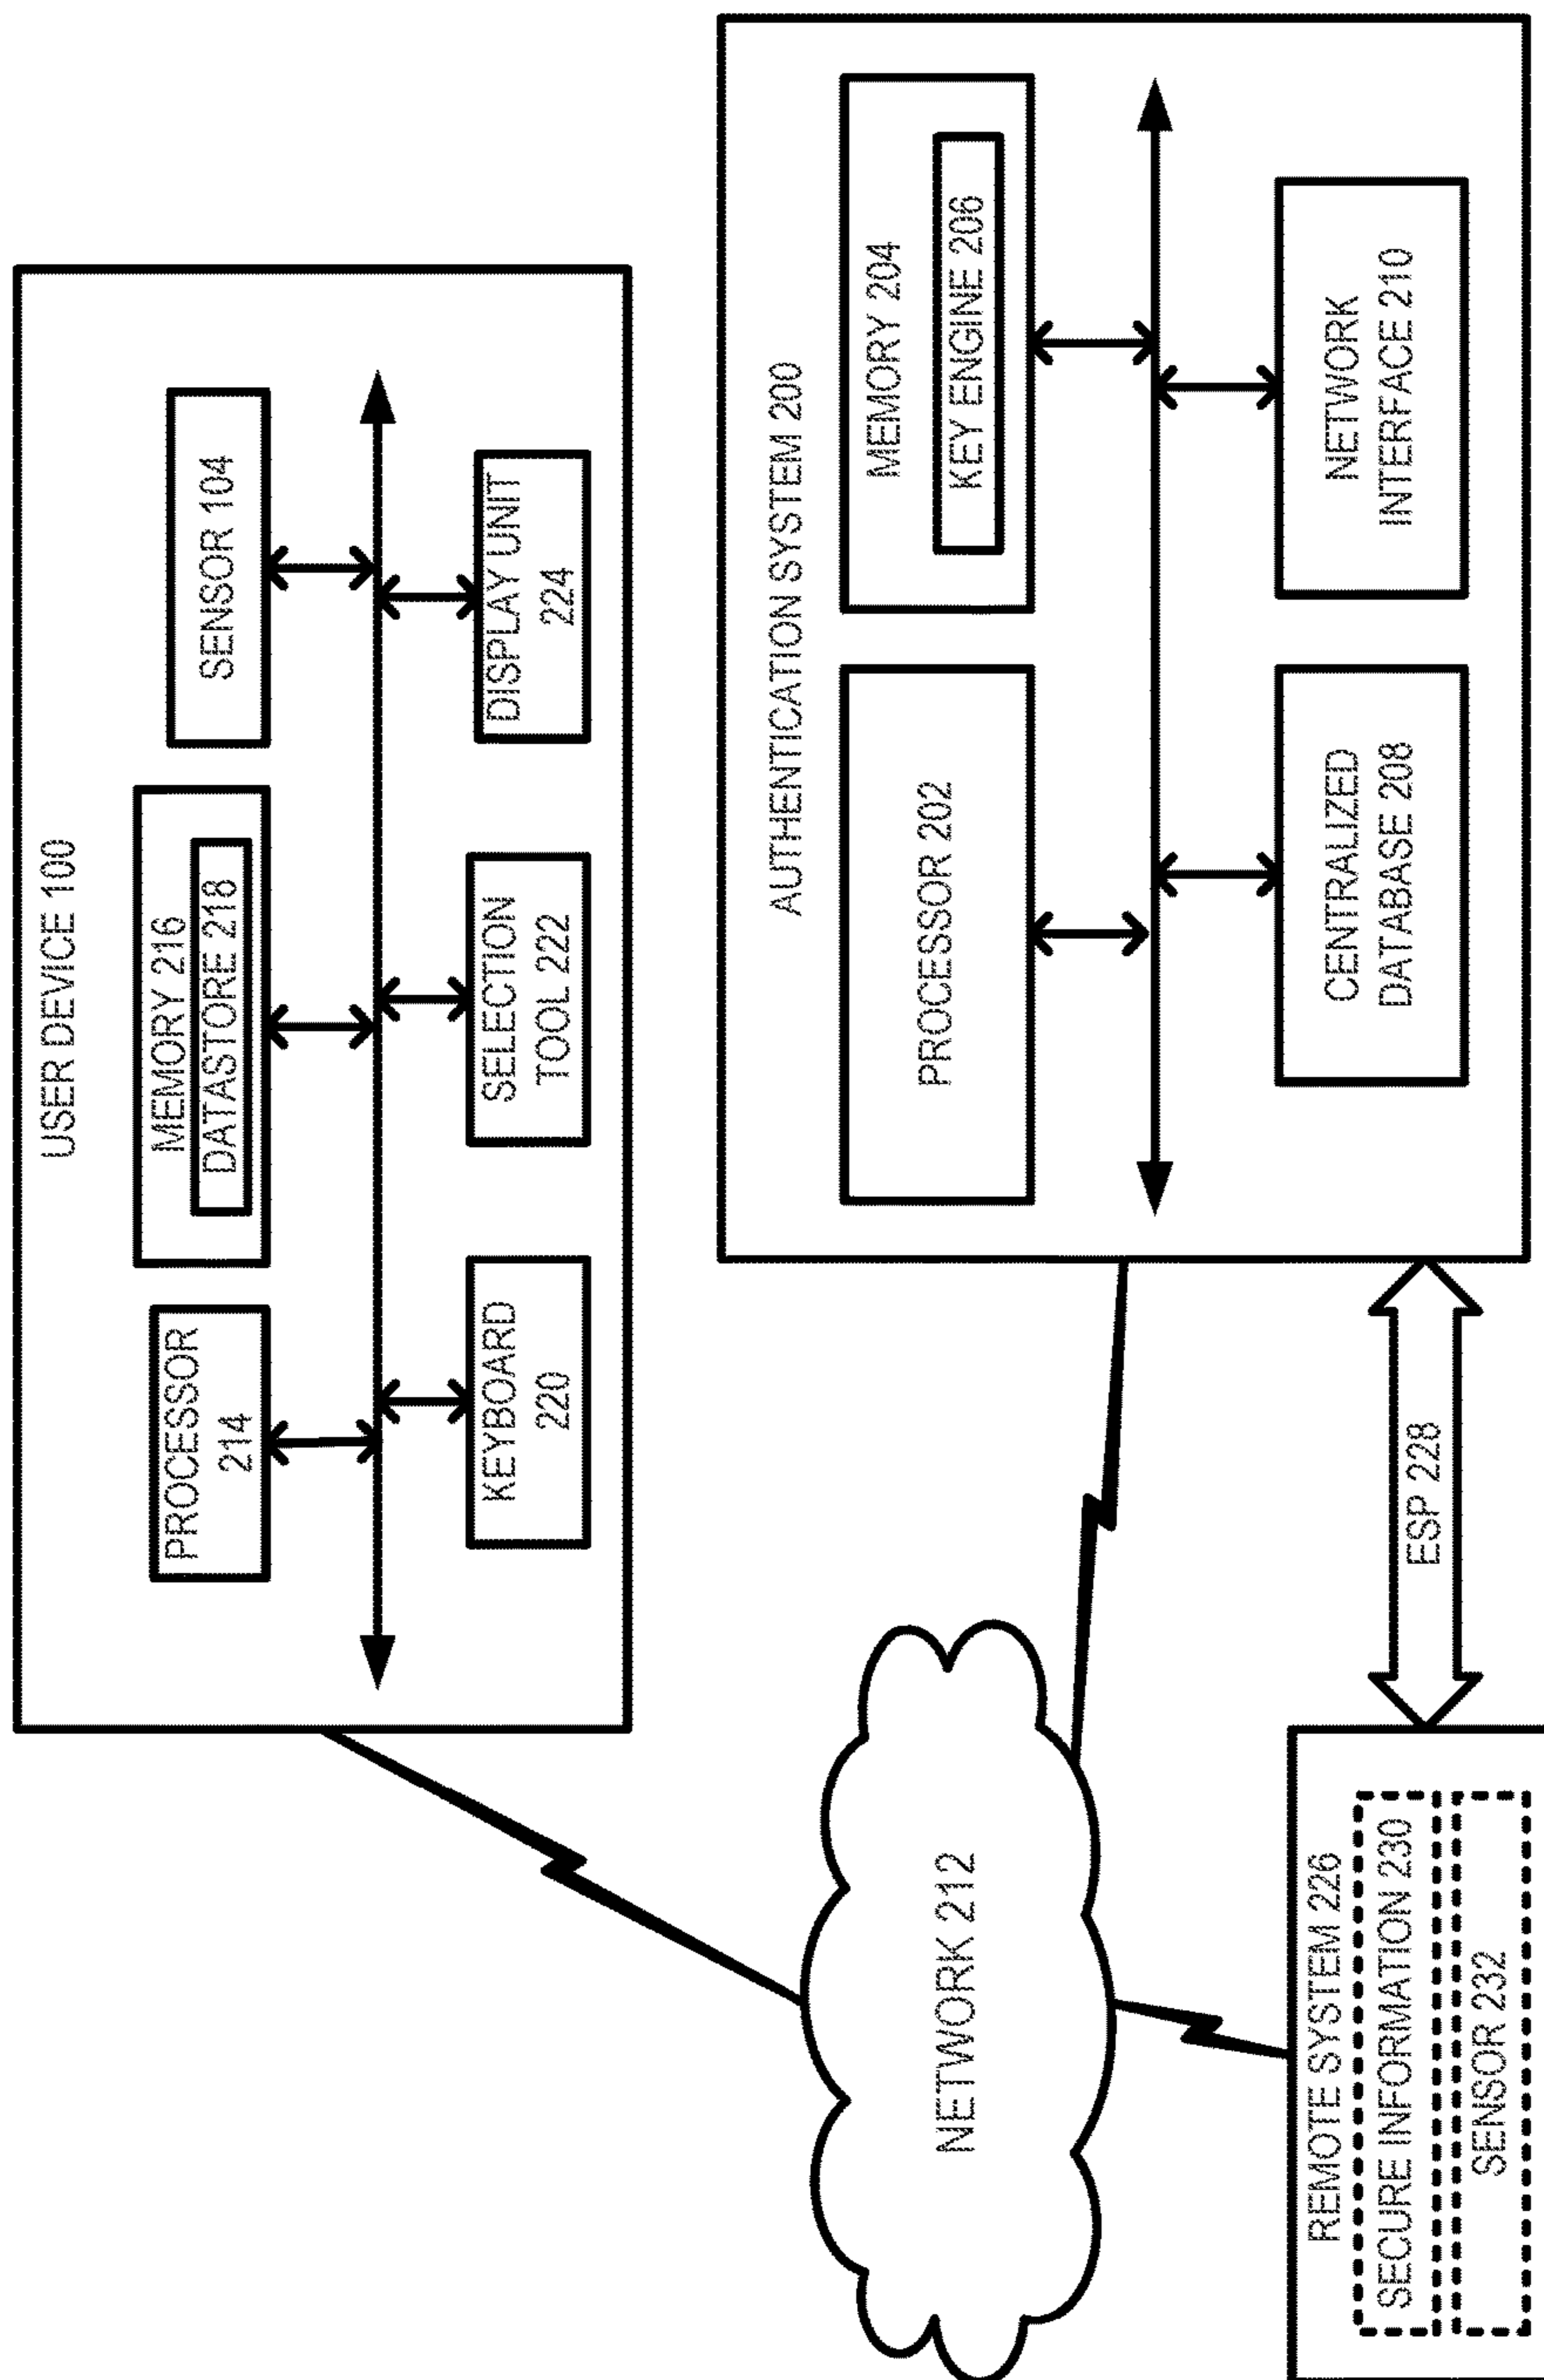 USER DEVICE 100
PROCESSOR
214
MEMORY 216
DATASTORE 218
SENSOR 104
KEYBOARD
220
SELECTION
TOOL 222
DISPLAY UNIT
224
NETWORK 212
AUTHENTICATION SYSTEM 200
PROCESSOR 202
MEMORY 204
KEY ENGINE 206
CENTRALIZED
DATABASE 208
NETWORK
INTERFACE 210
REMOTE SYSTEM 226
SECURE INFORMATION 230
SENSOR 232
ESP 228